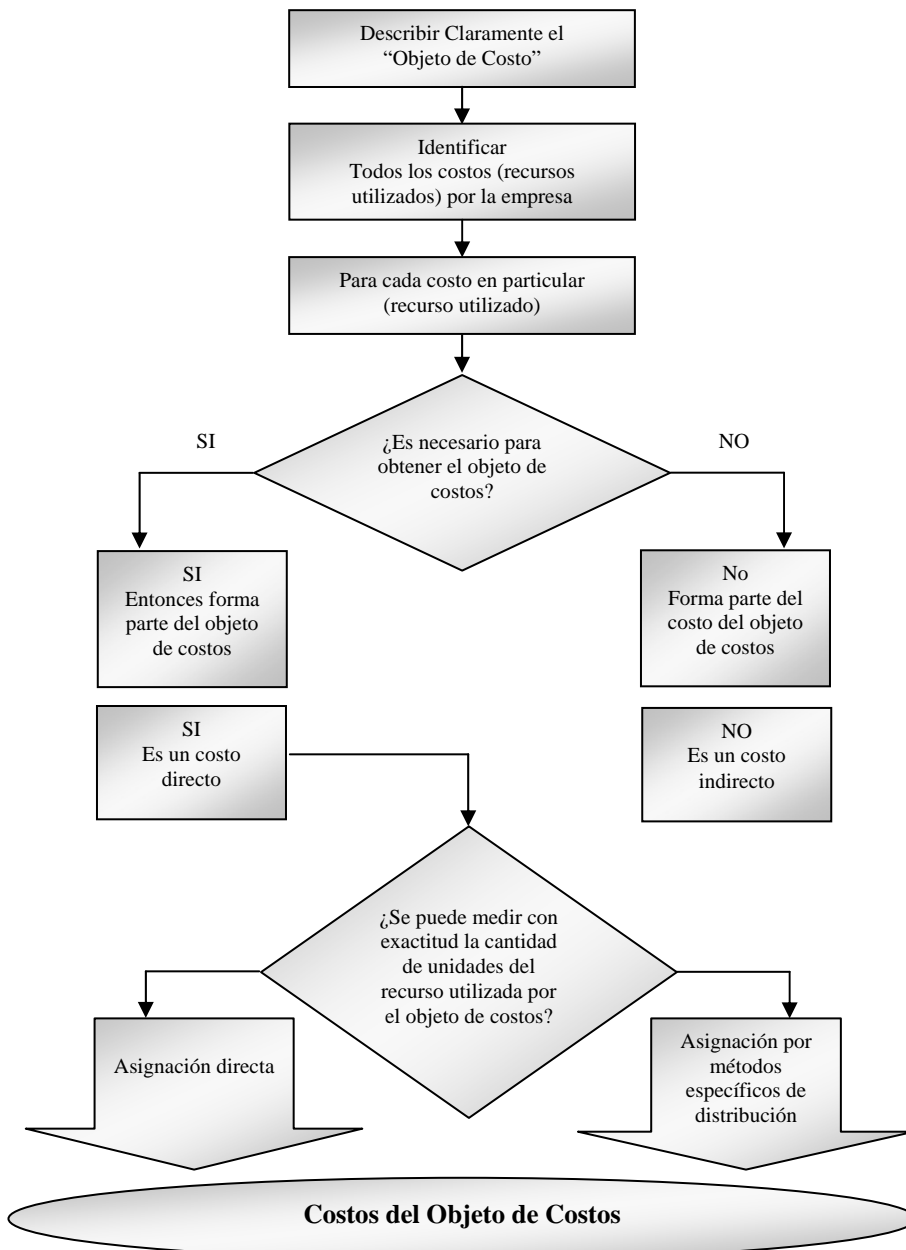 Describir Claramente el
“Objeto de Costo”
Identificar
Todos los costos (recursos
utilizados) por la empresa
Para cada costo en particular
(recurso utilizado)
SI
¿Es necesario para
obtener el objeto de
costos?
NO
SI
Entonces forma
parte del objeto
de costos
No
Forma parte del
costo del objeto
de costos
SI
Es un costo
directo
NO
Es un costo
indirecto
¿Se puede medir con
exactitud la cantidad
de unidades del
recurso utilizada por
el objeto de costos?
Asignación directa
Asignación por
métodos
específicos de
distribución
Costos del Objeto de Costos